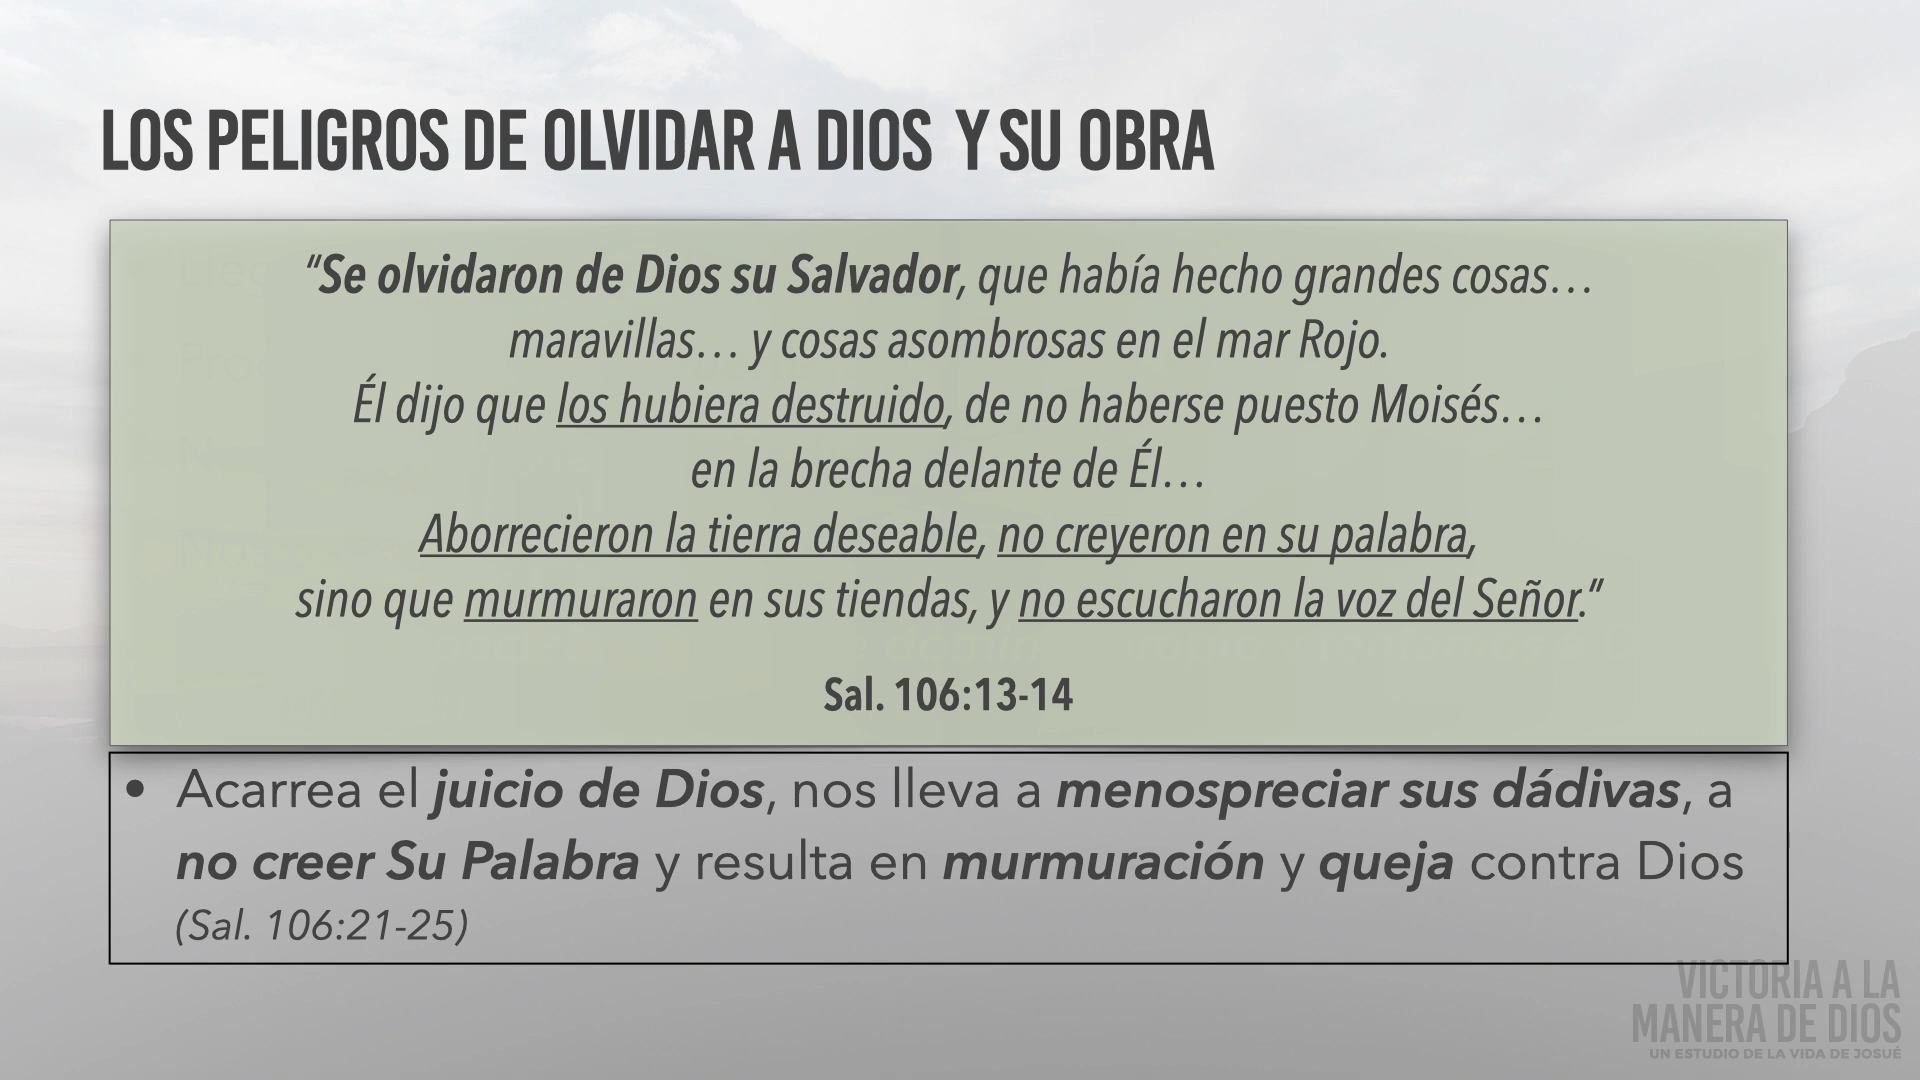 LOS PELIGROS DE OLVIDAR A DIOS Y SU OBRA
“Se olvidaron de Dios su Salvador, que había hecho grandes cosas…
maravillas… y cosas asombrosas en el mar Rojo.
Él dijo que los hubiera destruido, de no haberse puesto Moisés…
en la brecha delante de Él…
Aborrecieron la tierra deseable, no creyeron en su palabra,
sino que murmuraron en sus tiendas, y no escucharon la voz del Señor.”
Sal. 106:13-14
• Acarrea el juicio de Dios, nos lleva a menospreciar sus dádivas, a
no creer Su Palabra y resulta en murmuración y queja contra Dios
(Sal. 106:21-25)
VICTORIA A LA
MANERA DE DIOS
UN ESTUDIO DE LA VIDA DE JOSUÉ